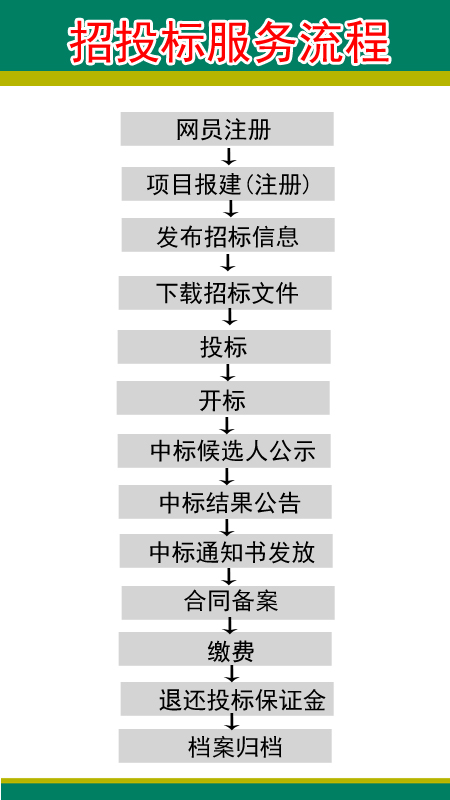 招投标服务流程
网员注册
项目报建(注册)
发布招标信息
下载招标文件
投标
开标
中标候选人公示
中标结果公告
中标通知书发放
合同备案
缴费
退还投标保证金
档案归档